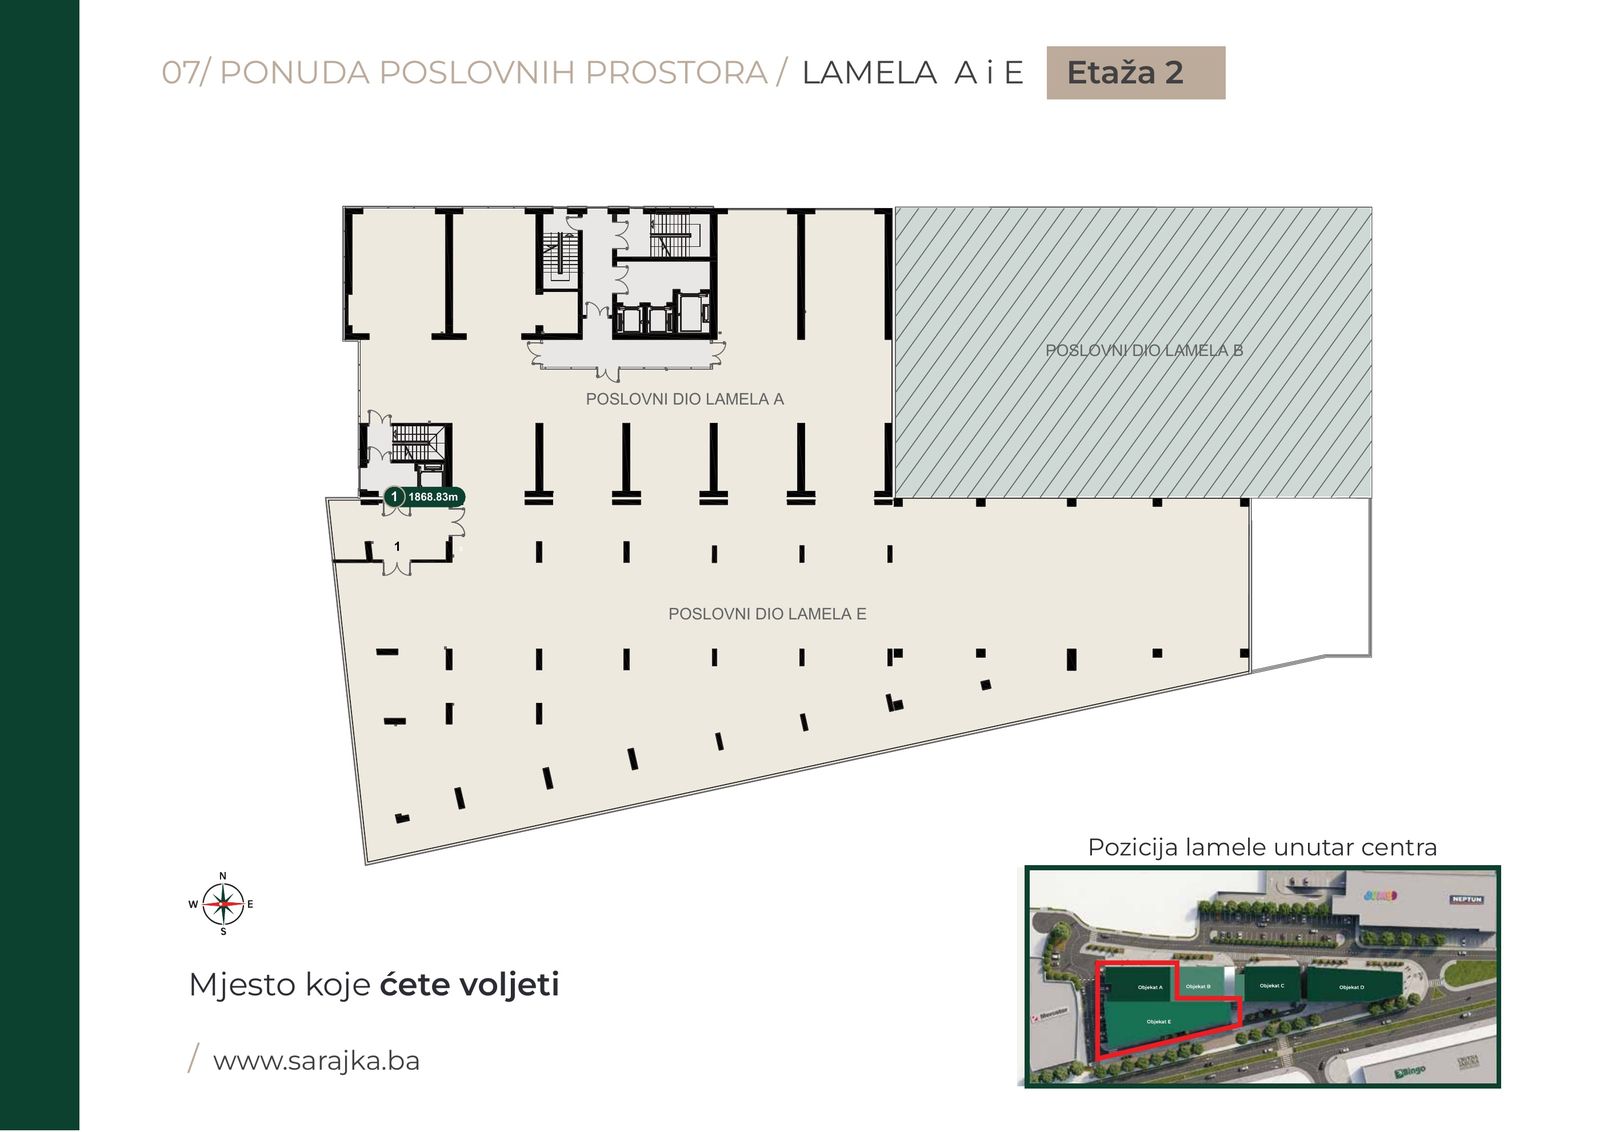 07/ PONUDA POSLOVNIH PROSTORA / LAMELA A i E Etaža 2
POSLOVNI DIO LAMELA B
POSLOVNI DIO LAMELA A
1 1868.83m
1
POSLOVNI DIO LAMELA E
Pozicija lamele unutar centra
N
W E
S
NEPTUN
Objekat A
Objekat B
Objekat C
Objekat D
Mercator
Objekat E
Bingo
Mjesto koje ćete voljeti
/ www.sarajka.ba